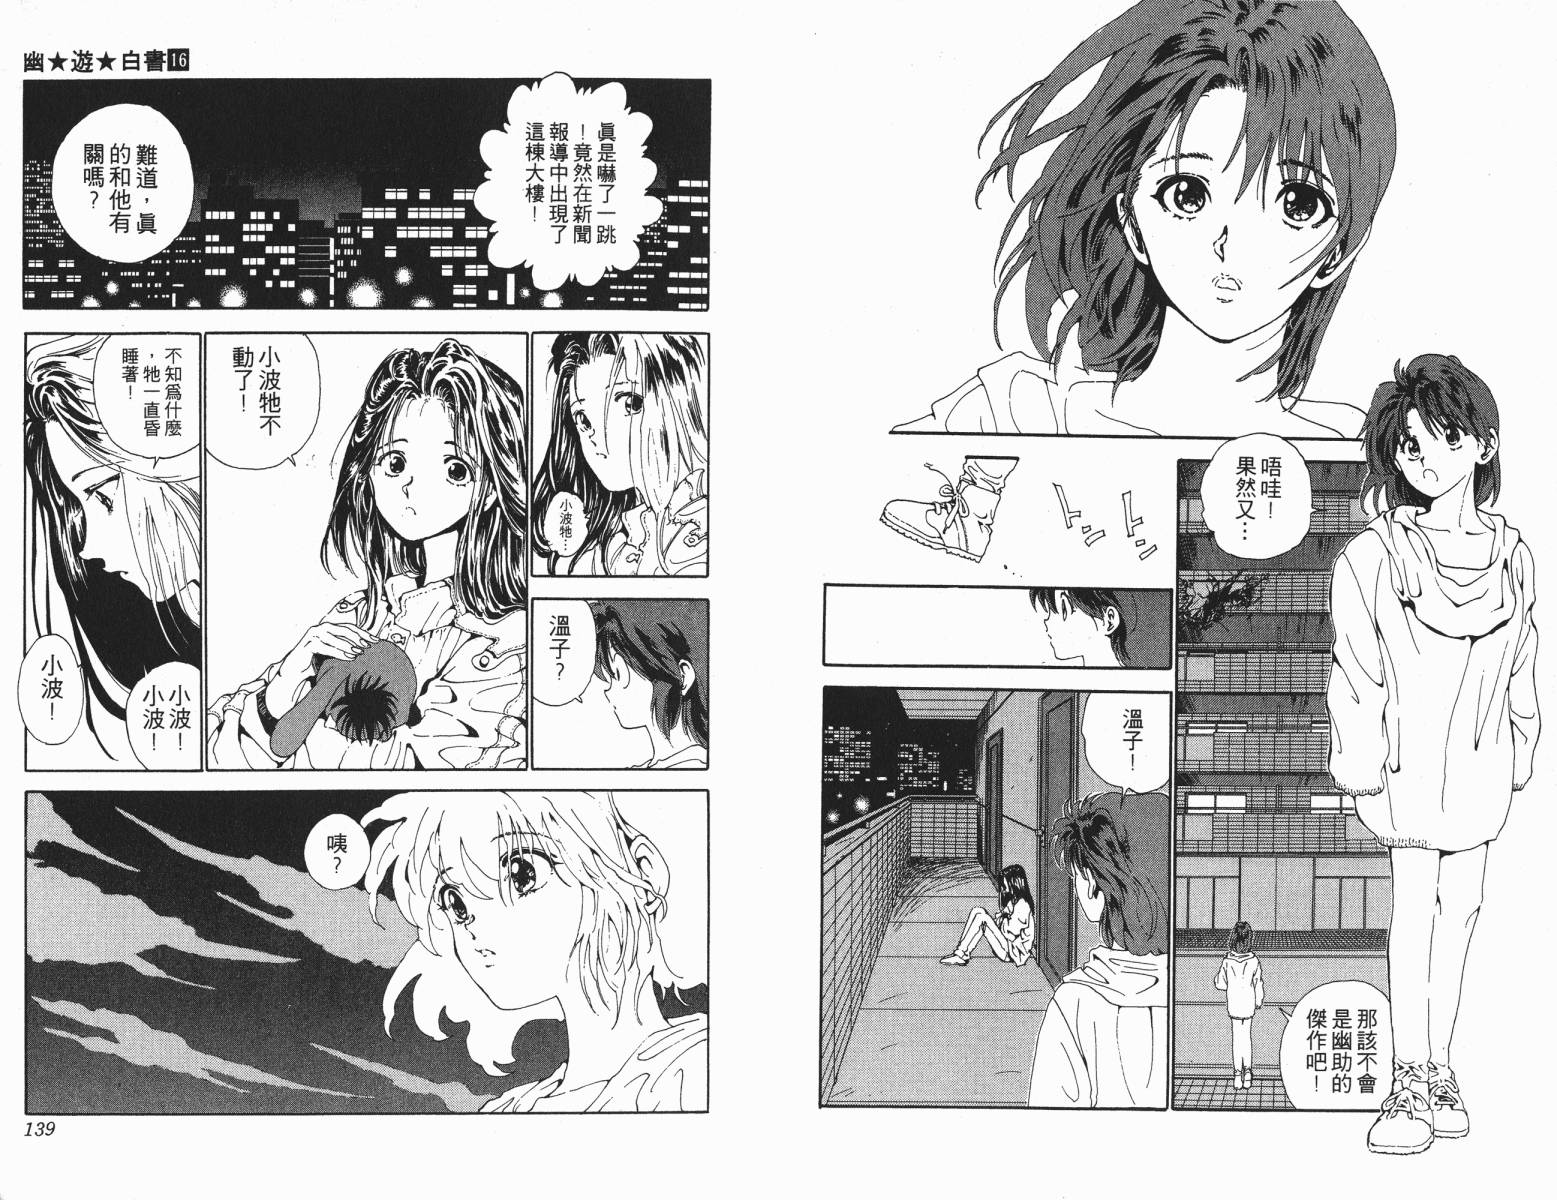 唔哇！
果然又…
那該不會
是幽助的
傑作吧！
トン
トン
溫子！
幽★遊★白書16
眞是嚇了一跳
！竟然在新聞
報導中出現了
這棟大樓！
難道，眞
的和他有
關嗎？
小波牠…
溫子？
小波牠不
動了！
不知爲什麼
，牠一直昏
睡著！
小波！
小波！
小波！
咦？
139